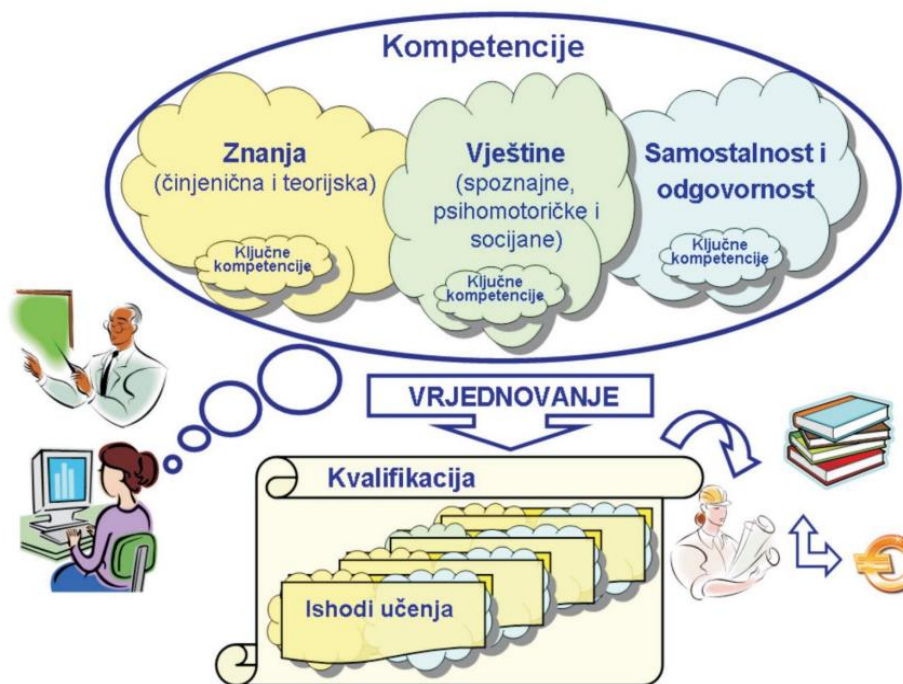 Kompetencije
Znanja
(činjenična i teorijska)
Ključne
kompetencije
Vještine
(spoznajne,
psihomotoričke i
socijane)
Ključne
kompetencije
Samostalnost i
odgovornost
Ključne
kompetencije
VRJEDNOVANJE
Kvalifikacija
Ishodi učenja